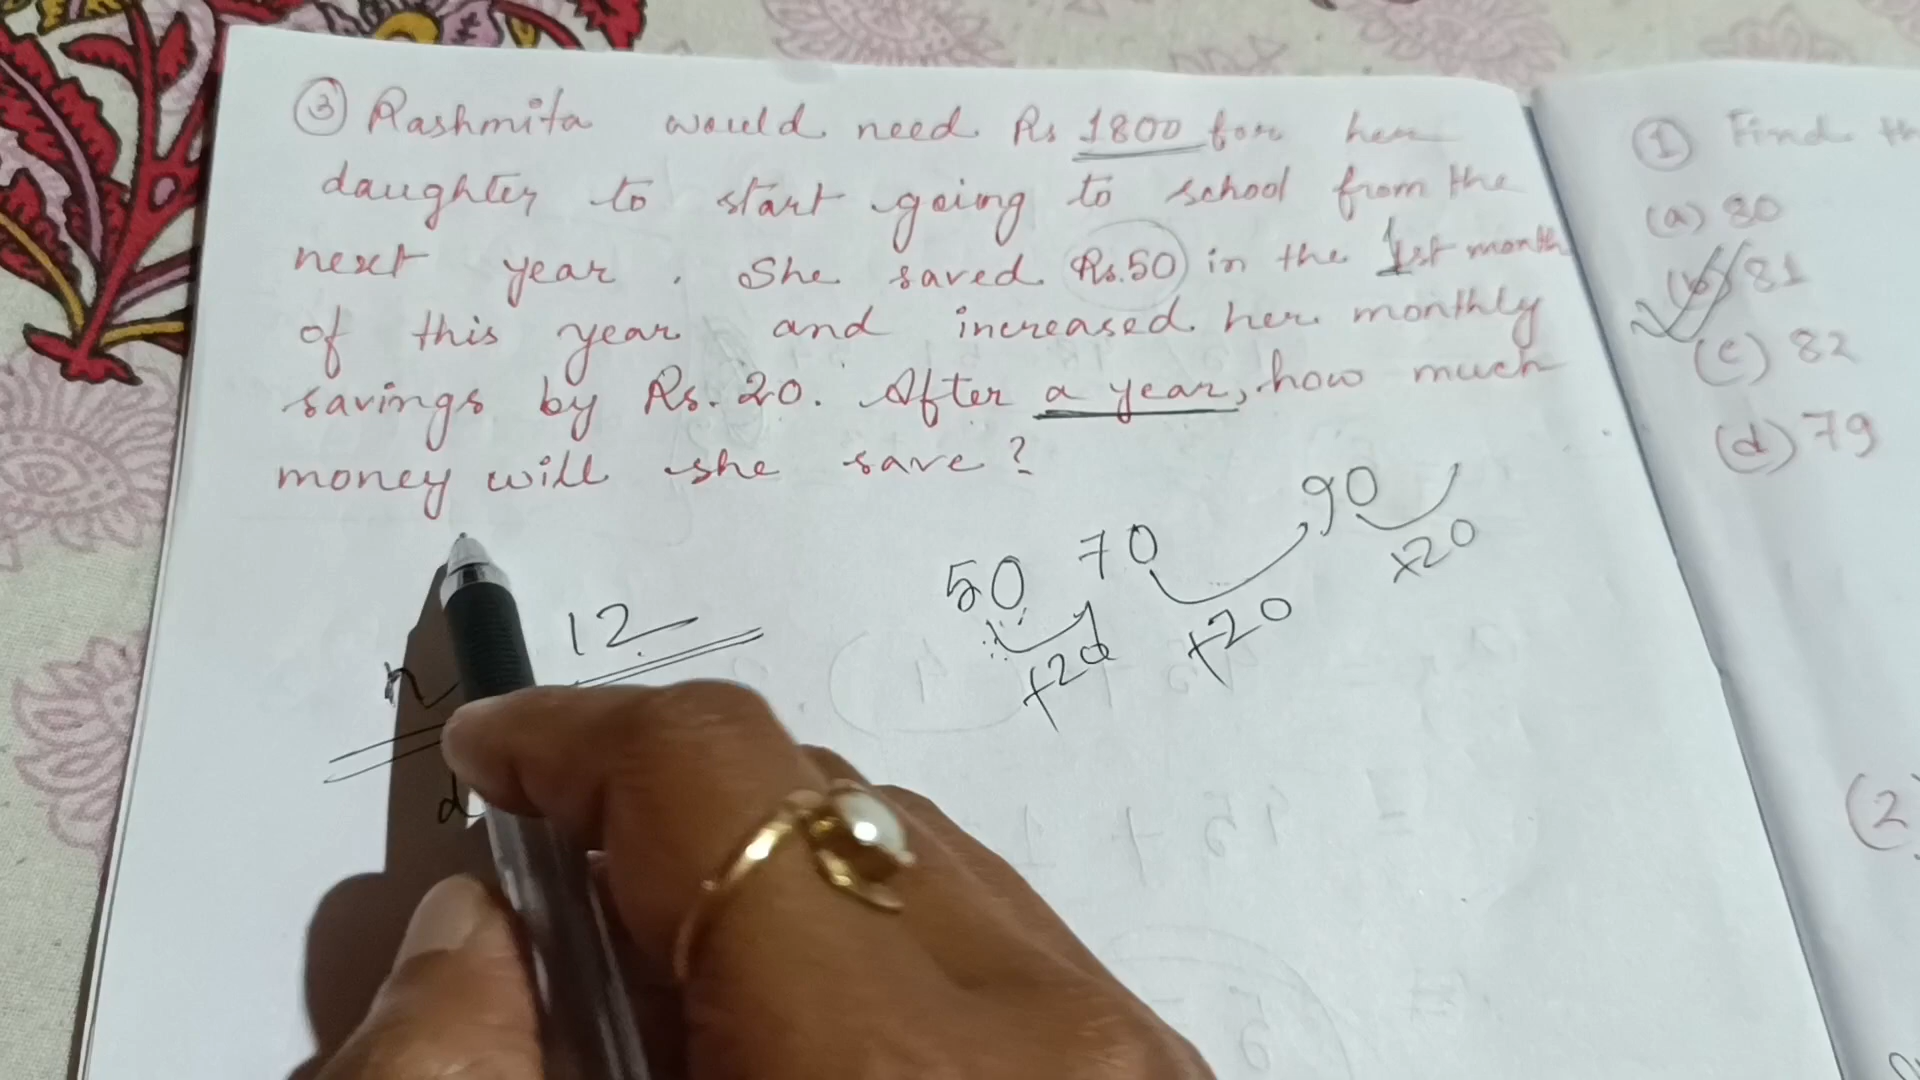 ③ Rashmita would need Rs 1800 for her
daughter to start going to school from the
next year. She saved Rs.50 in the 1st month
of this year and increased her monthly
savings by Rs. 20. After a year, how much
money will she save?
50 70 90
+20 +20 +20
n 12
d
① Find
(a) 80
(b) 81
(c) 82
(d) 79
(2)